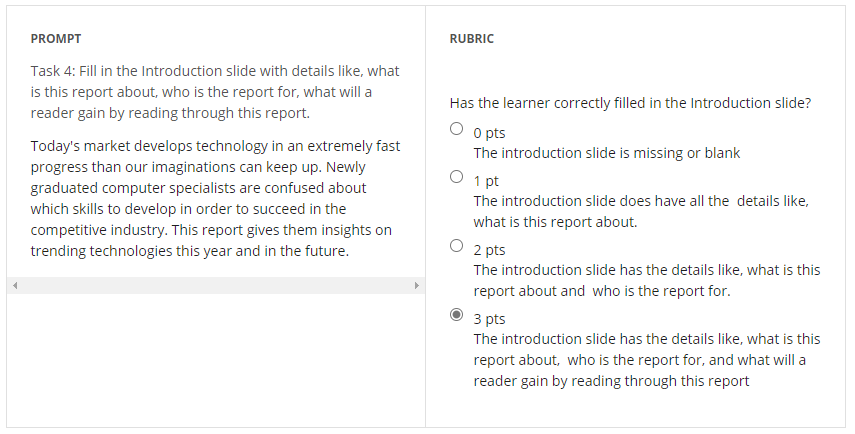 PROMPT
Task 4: Fill in the Introduction slide with details like, what
is this report about, who is the report for, what will a
reader gain by reading through this report.
Today's market develops technology in an extremely fast
progress than our imaginations can keep up. Newly
graduated computer specialists are confused about
which skills to develop in order to succeed in the
competitive industry. This report gives them insights on
trending technologies this year and in the future.
RUBRIC
Has the learner correctly filled in the Introduction slide?
0 pts
The introduction slide is missing or blank
1 pt
The introduction slide does have all the  details like,
what is this report about.
2 pts
The introduction slide has the details like, what is this
report about and  who is the report for.
3 pts
The introduction slide has the details like, what is this
report about,  who is the report for, and what will a
reader gain by reading through this report